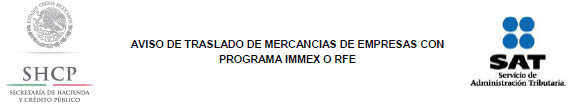 AVISO DE TRASLADO DE MERCANCIAS DE EMPRESAS CON
PROGRAMA IMMEX O RFE
SHCP
SECRETARÍA DE HACIENDA
Y CRÉDITO PÚBLICO
SAT
Servicio de
Administración Tributaria